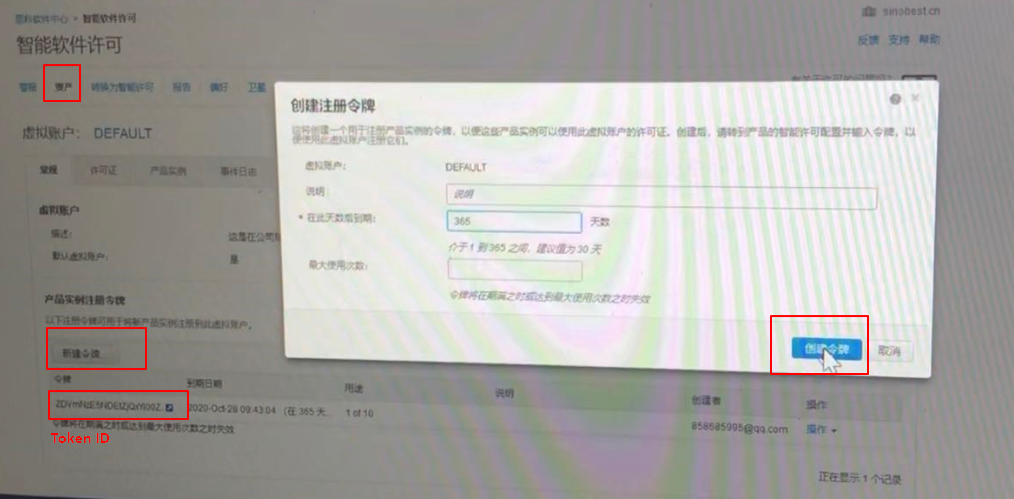 思科软件中心 > 智能软件许可
sinobest.cn
智能软件许可
反馈 支持 帮助
警报 资产 转换为智能许可 报告 偏好 卫星
虚拟账户： DEFAULT
常规 许可证 产品实例 事件日志
虚拟账户
描述：
默认虚拟账户： 是
产品实例注册令牌
以下注册令牌可用于将新产品实例注册到此虚拟账户。
新建令牌...
创建注册令牌
这将创建一个用于注册产品实例的令牌，以便这些产品实例可以使用此虚拟账户的许可证。创建后，请转到产品的智能许可配置并输入令牌，以
便使用此虚拟账户注册它们。
虚拟账户： DEFAULT
说明 说明
* 在此天数后到期： 365 天数
介于 1 到 365 之间，建议值为 30 天
最大使用次数：
令牌将在期满之时或达到最大使用次数之时失效
创建令牌 取消
令牌 到期日期 用途 说明 创建者 操作
2020-Oct-28 09:43:04 （在 365 天... 1 of 10 858685995@qq.com 操作
令牌将在期满之时或达到最大使用次数之时失效
Token ID
正在显示 1 个记录